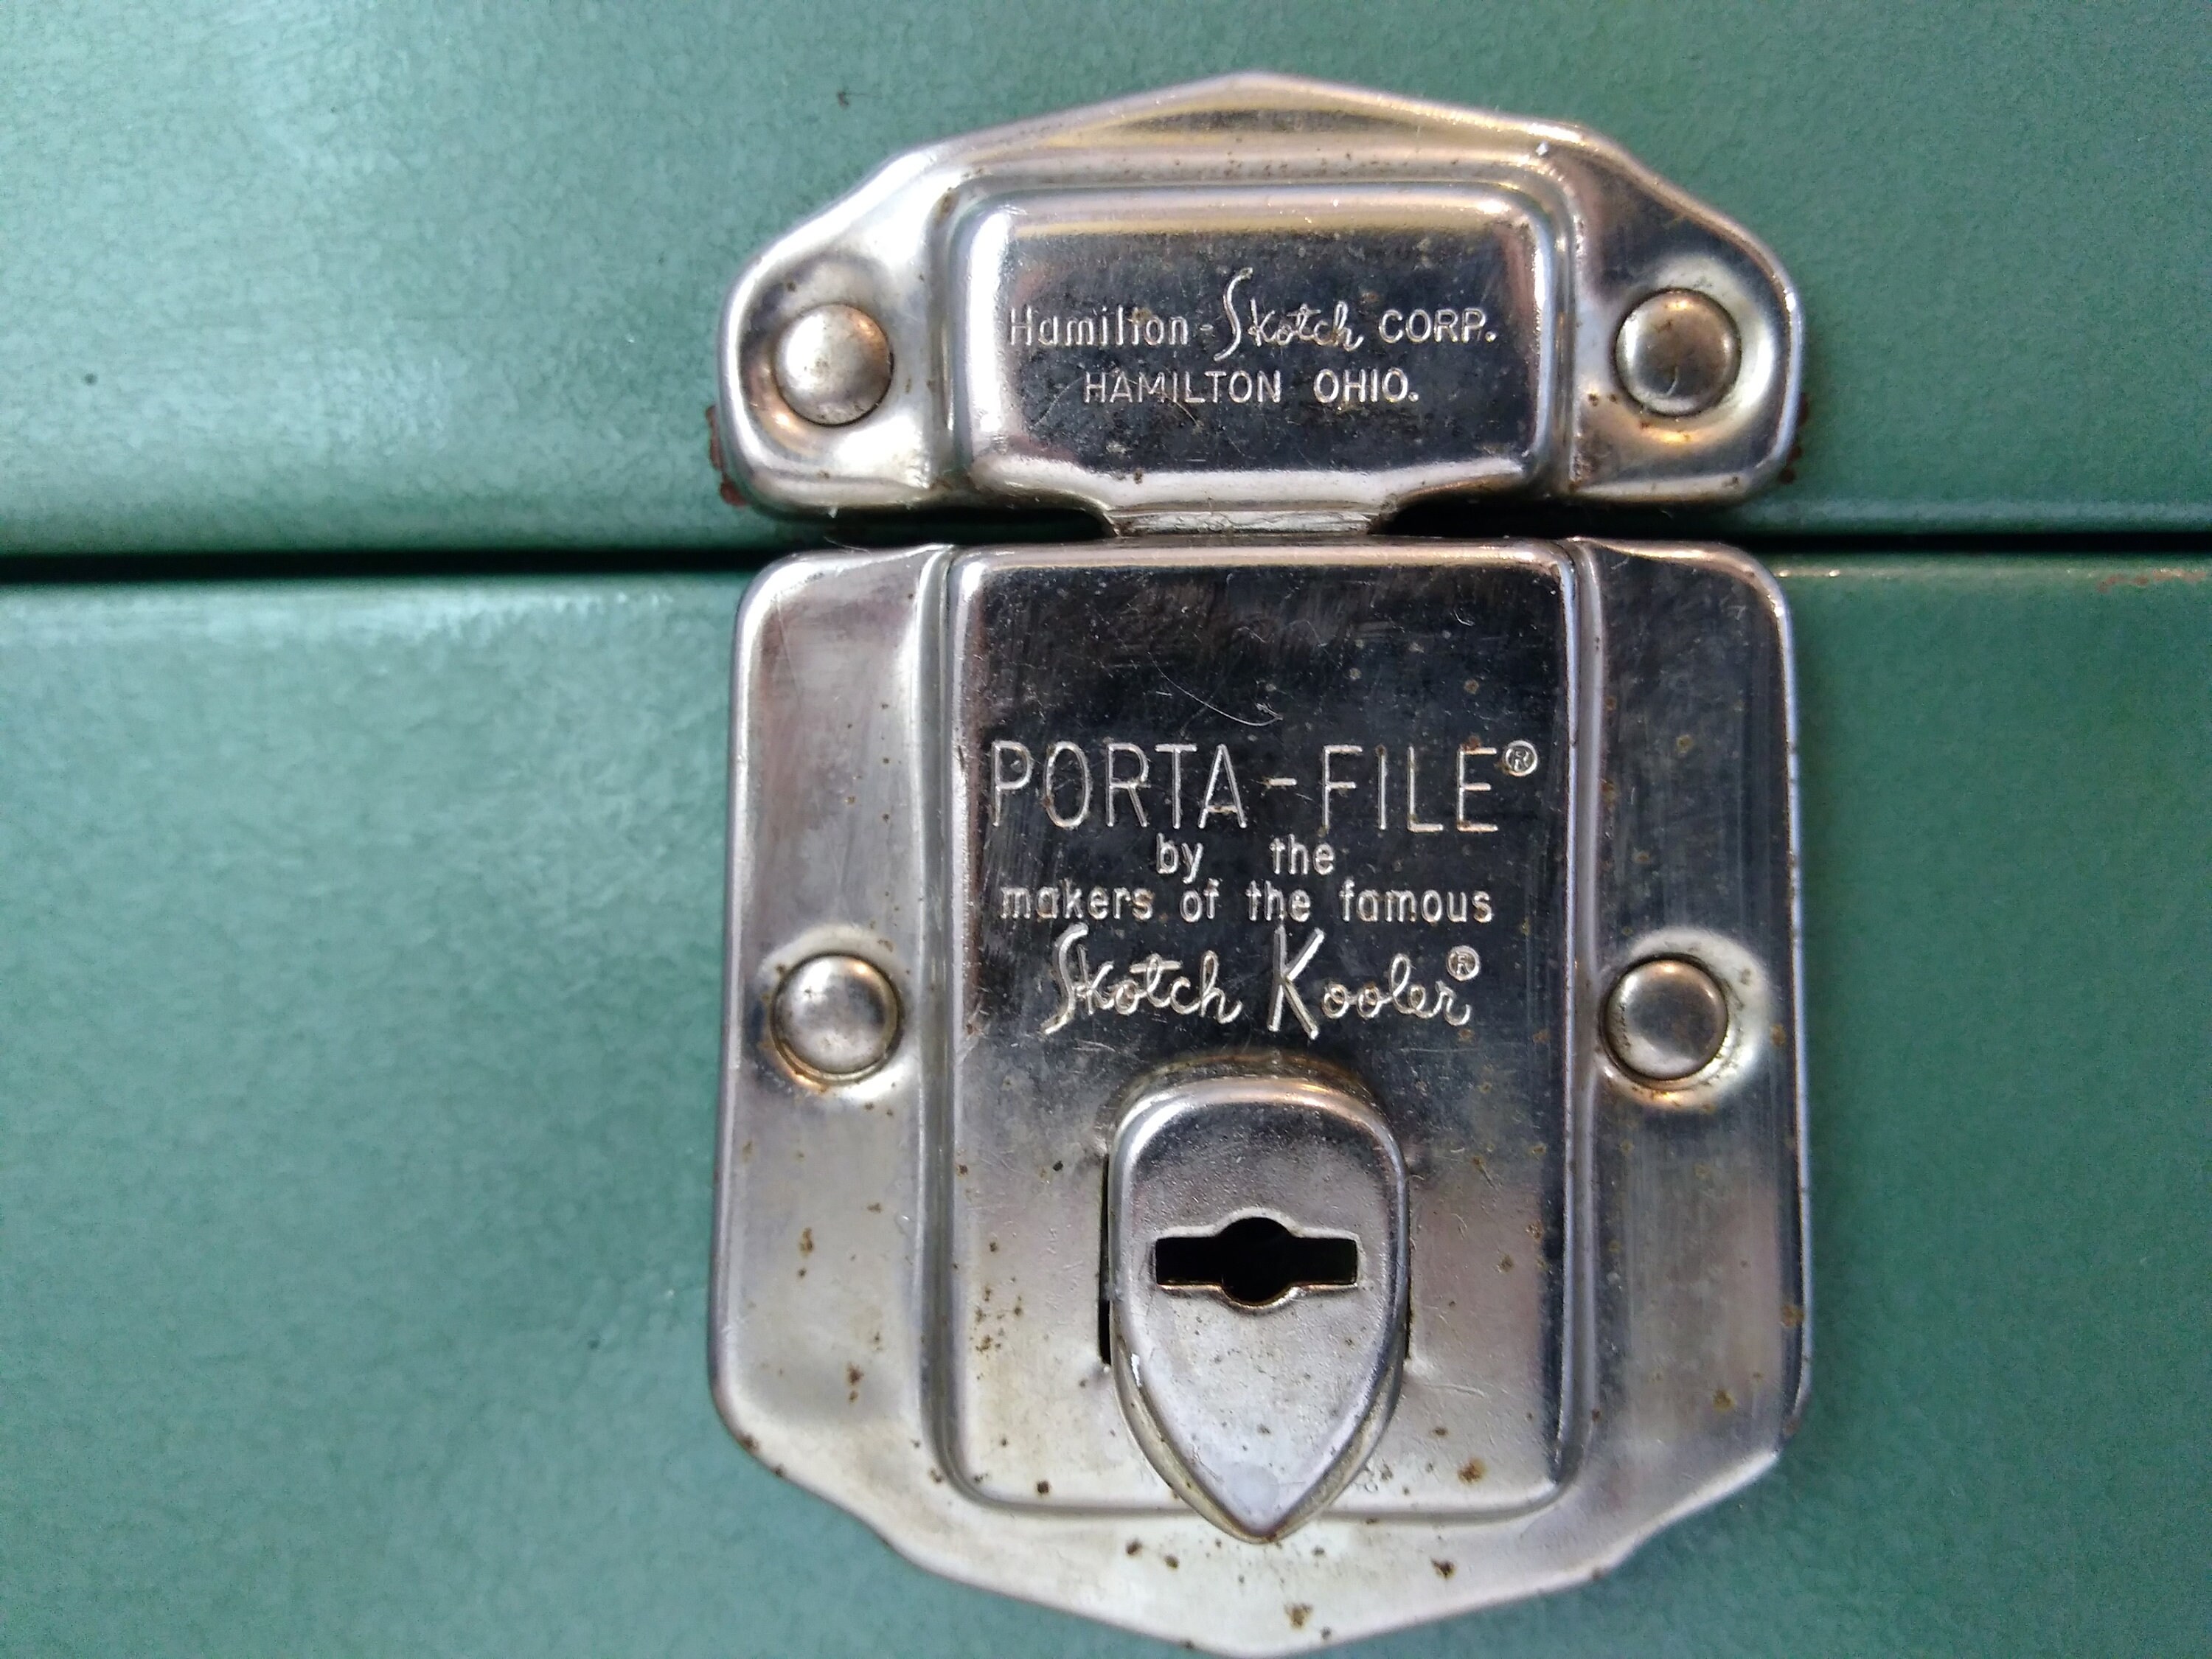 Hamilton-Skotch CORP.
HAMILTON OHIO.
PORTA-FILE®
by the
makers of the famous
Skotch Kooler®